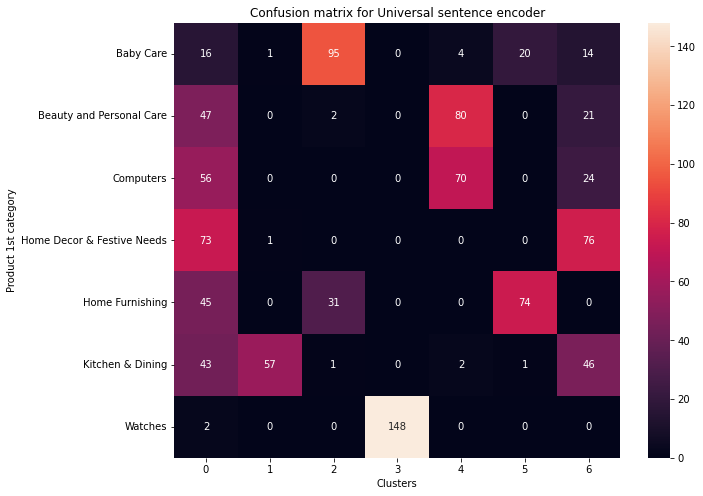 Confusion matrix for Universal sentence encoder
Baby Care 16 1 95 0 4 20 14
Beauty and Personal Care 47 0 2 0 80 0 21
Computers 56 0 0 0 70 0 24
Home Decor & Festive Needs 73 1 0 0 0 0 76
Home Furnishing 45 0 31 0 0 74 0
Kitchen & Dining 43 57 1 0 2 1 46
Watches 2 0 0 148 0 0 0
0 1 2 3 4 5 6
Clusters
Product 1st category
140
120
100
80
60
40
20
0